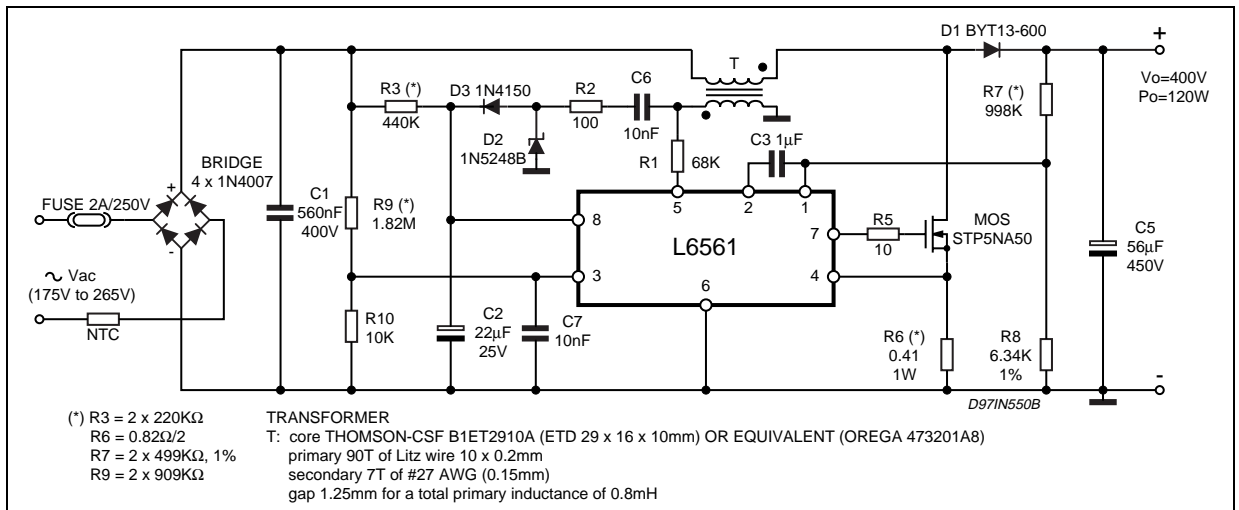 D1 BYT13-600
T
+
Vo=400V
Po=120W
R3 (*)
440K
D3 1N4150
R2
100
C6
10nF
R7 (*)
998K
D2
1N5248B
C3 1μF
R1
68K
BRIDGE
4 x 1N4007
+
-
FUSE 2A/250V
C1
560nF
400V
R9 (*)
1.82M
5
2
1
8
3
7
4
6
L6561
R5
10
MOS
STP5NA50
C5
56μF
450V
~ Vac
(175V to 265V)
NTC
R10
10K
C2
22μF
25V
C7
10nF
R6 (*)
0.41
1W
R8
6.34K
1%
-
D97IN550B
(*) R3 = 2 x 220KΩ
R6 = 0.82Ω/2
R7 = 2 x 499KΩ, 1%
R9 = 2 x 909KΩ
TRANSFORMER
T: core THOMSON-CSF B1ET2910A (ETD 29 x 16 x 10mm) OR EQUIVALENT (OREGA 473201A8)
primary 90T of Litz wire 10 x 0.2mm
secondary 7T of #27 AWG (0.15mm)
gap 1.25mm for a total primary inductance of 0.8mH